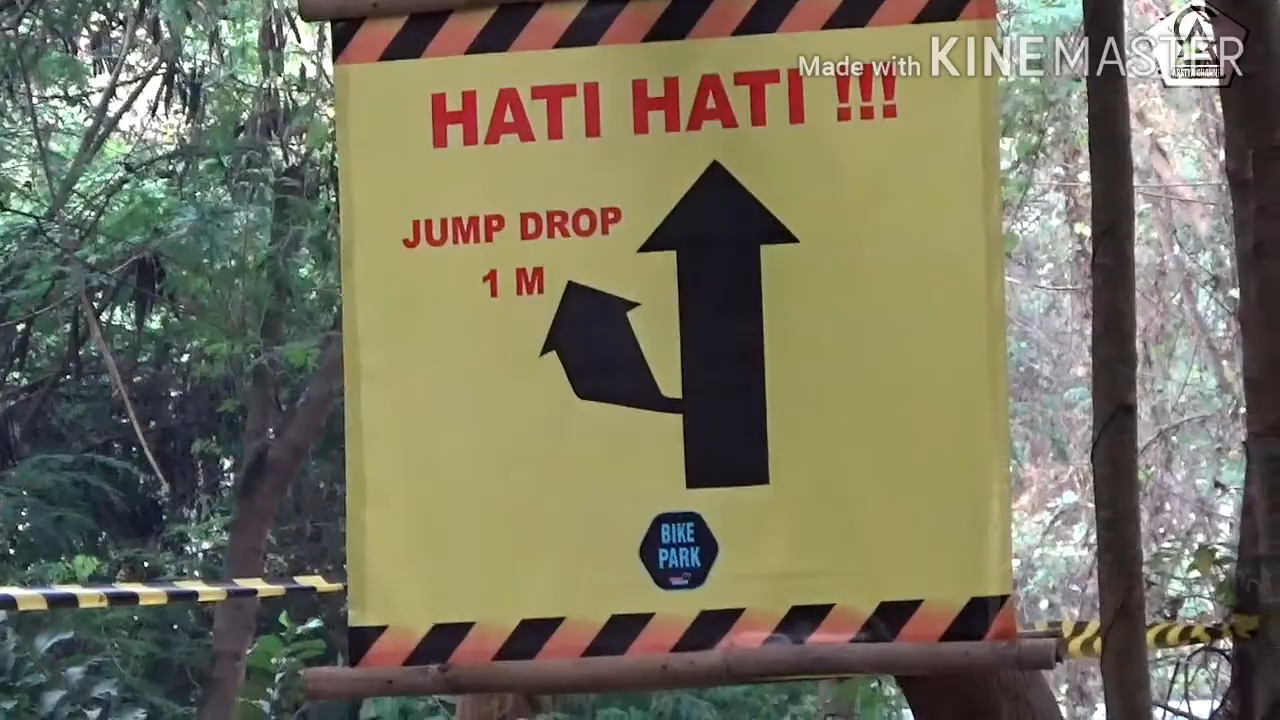 Made with KINEMASTER
HATI HATI !!!
JUMP DROP
1 M
BIKE
PARK